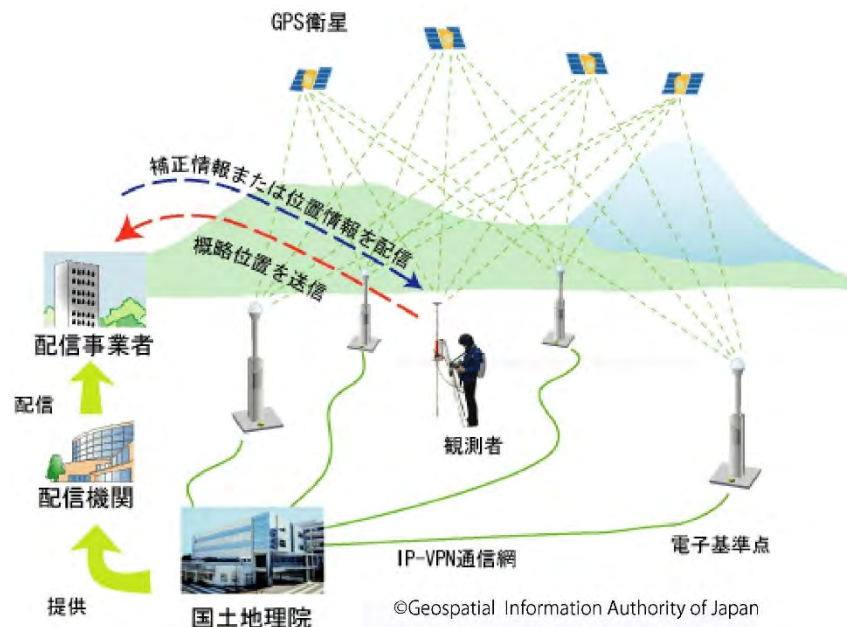 GPS衛星
補正情報または位置情報を配信
概略位置を送信
配信事業者
配信
観測者
配信機関
電子基準点
IP-VPN通信網
提供
国土地理院
©Geospatial Information Authority of Japan